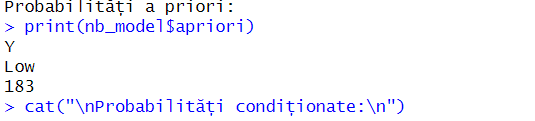 Probabilități a priori:
> print(nb_model$apriori)
Y
Low
183
> cat("\nProbabilități condiționate:\n")